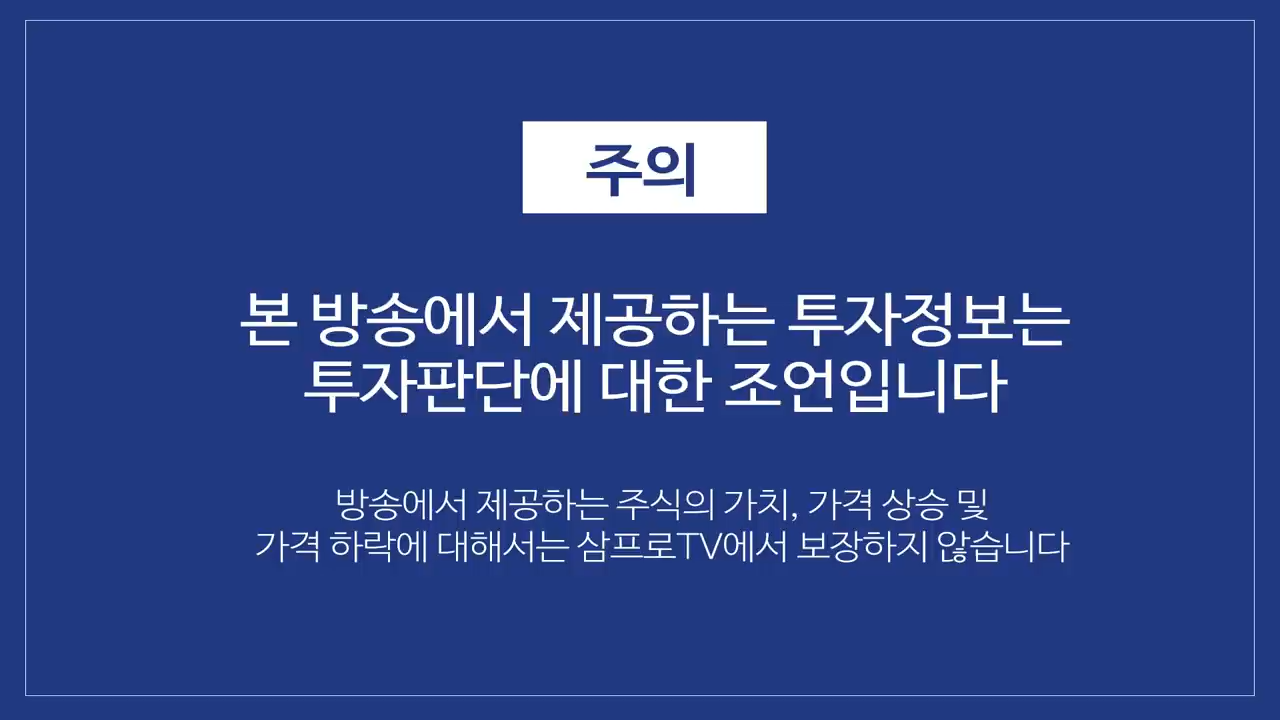 주의
본 방송에서 제공하는 투자정보는
투자판단에 대한 조언입니다
방송에서 제공하는 주식의 가치, 가격 상승 및
가격 하락에 대해서는 삼프로TV에서 보장하지 않습니다